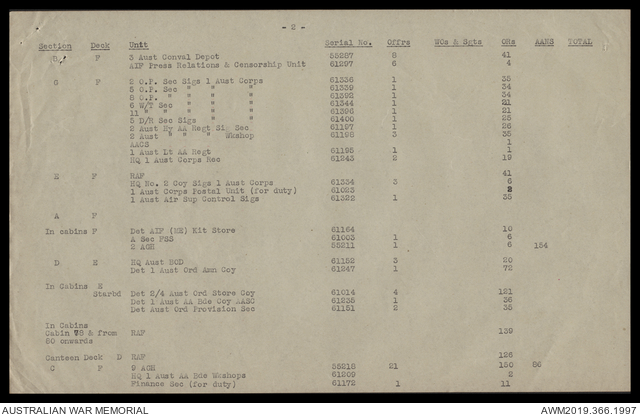 - 2 -
Section Deck Unit Serial No. Offrs WOs & Sgts ORs AANS TOTAL
D. F 3 Aust Conval Depot 55287 8 41
AIF Press Relations & Censorship Unit 61297 6 4
G F 2 O.P. Sec Sigs 1 Aust Corps 61336 1 35
5 O.P. " " " " 61339 1 34
8 O.P. " " " " 61392 1 34
6 W/T Sec " " " 61344 1 21
11 " " " " " 61396 1 21
5 D/R Sec Sigs " " 61400 1 25
2 Aust Hy AA Regt Sig Sec 61197 1 26
2 Aust " " " Wkshop 61198 3 35
AACS 1
1 Aust Lt AA Regt 61195 1 1
HQ 1 Aust Corps Rec 61243 2 19
E F RAF 41
HQ No. 2 Coy Sigs 1 Aust Corps 61334 3 6
1 Aust Corps Postal Unit (for duty) 61023 2
1 Aust Air Sup Control Sigs 61322 1 35
A F
In cabins F Det AIF (ME) Kit Store 61164 10
A Sec FSS 61003 1 6
2 AGH 55211 1 6 154
D E HQ Aust BOD 61152 3 20
Det 1 Aust Ord Amn Coy 61247 1 72
In Cabins E
Starbd Det 2/4 Aust Ord Store Coy 61014 4 121
Det 1 Aust AA Bde Coy AASC 61235 1 36
Det Aust Ord Provision Sec 61151 2 35
In Cabins
Cabin 78 & from RAF 139
80 onwards
Canteen Deck D RAF 126
C F 9 AGH 55218 21 150 86
HQ 1 Aust AA Bde Wkshops 61209 2
Finance Sec (for duty) 61172 1 11
AUSTRALIAN WAR MEMORIAL AWM2019.366.1997